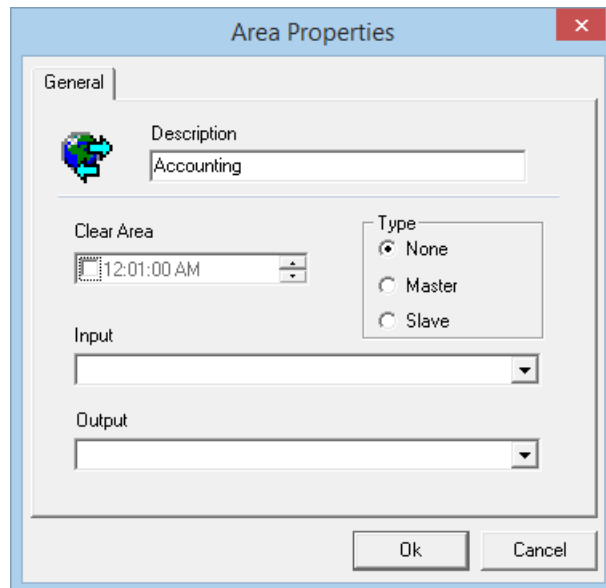 Area Properties
General
Description
Accounting
Clear Area
12:01:00 AM
Type
None
Master
Slave
Input
Output
Ok
Cancel